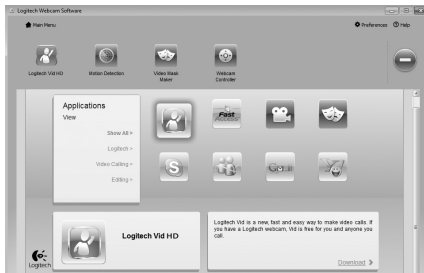 Logitech Webcam Software
Main Menu
Preferences
Help
Logitech Vid HD
Motion Detection
Video Mask
Maker
Webcam
Controller
Applications
View
Show All >
Logitech >
Video Calling >
Editing >
Fast
Access
Gmail
Logitech Vid HD
Logitech Vid is a new, fast and easy way to make video calls. If
you have a Logitech webcam, Vid is free for you and anyone you
call.
Download >
Logitech